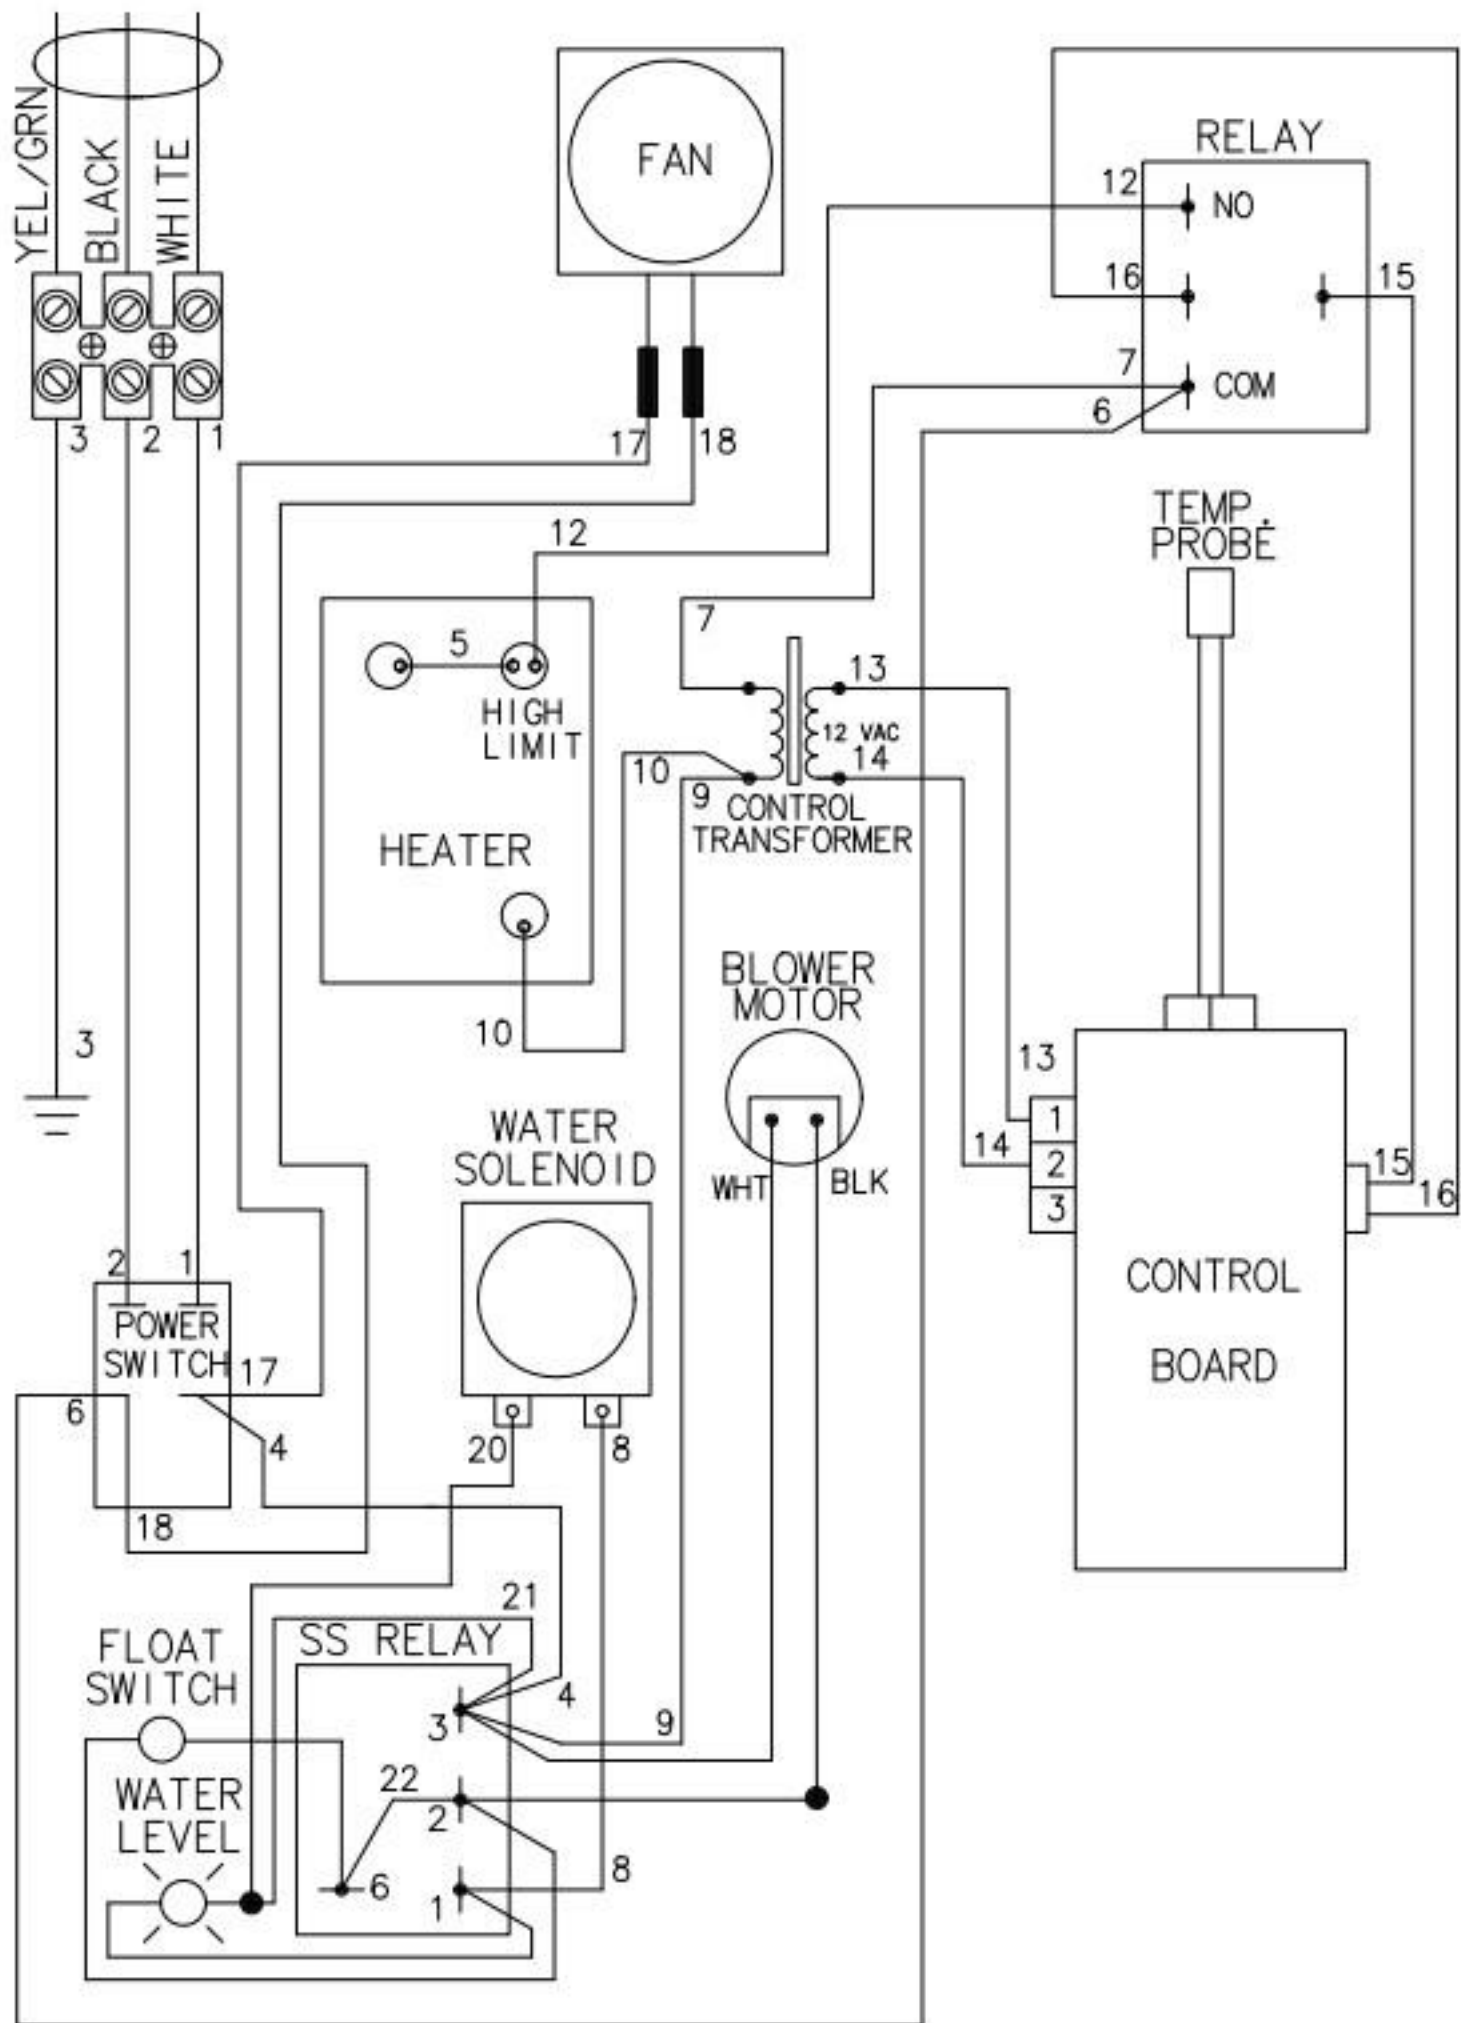 YEL/GRN
BLACK
WHITE
3
2
1
FAN
17
18
RELAY
12
NO
16
15
7
COM
6
TEMP.
PROBE
12
5
HIGH
LIMIT
HEATER
10
10
7
9
13
12 VAC
14
CONTROL
TRANSFORMER
3
BLOWER
MOTOR
WHT
BLK
13
14
1
2
3
15
16
CONTROL
BOARD
WATER
SOLENOID
20
8
2
1
POWER
SWITCH
17
6
4
18
21
SS RELAY
FLOAT
SWITCH
3
4
9
22
2
WATER
LEVEL
6
1
8